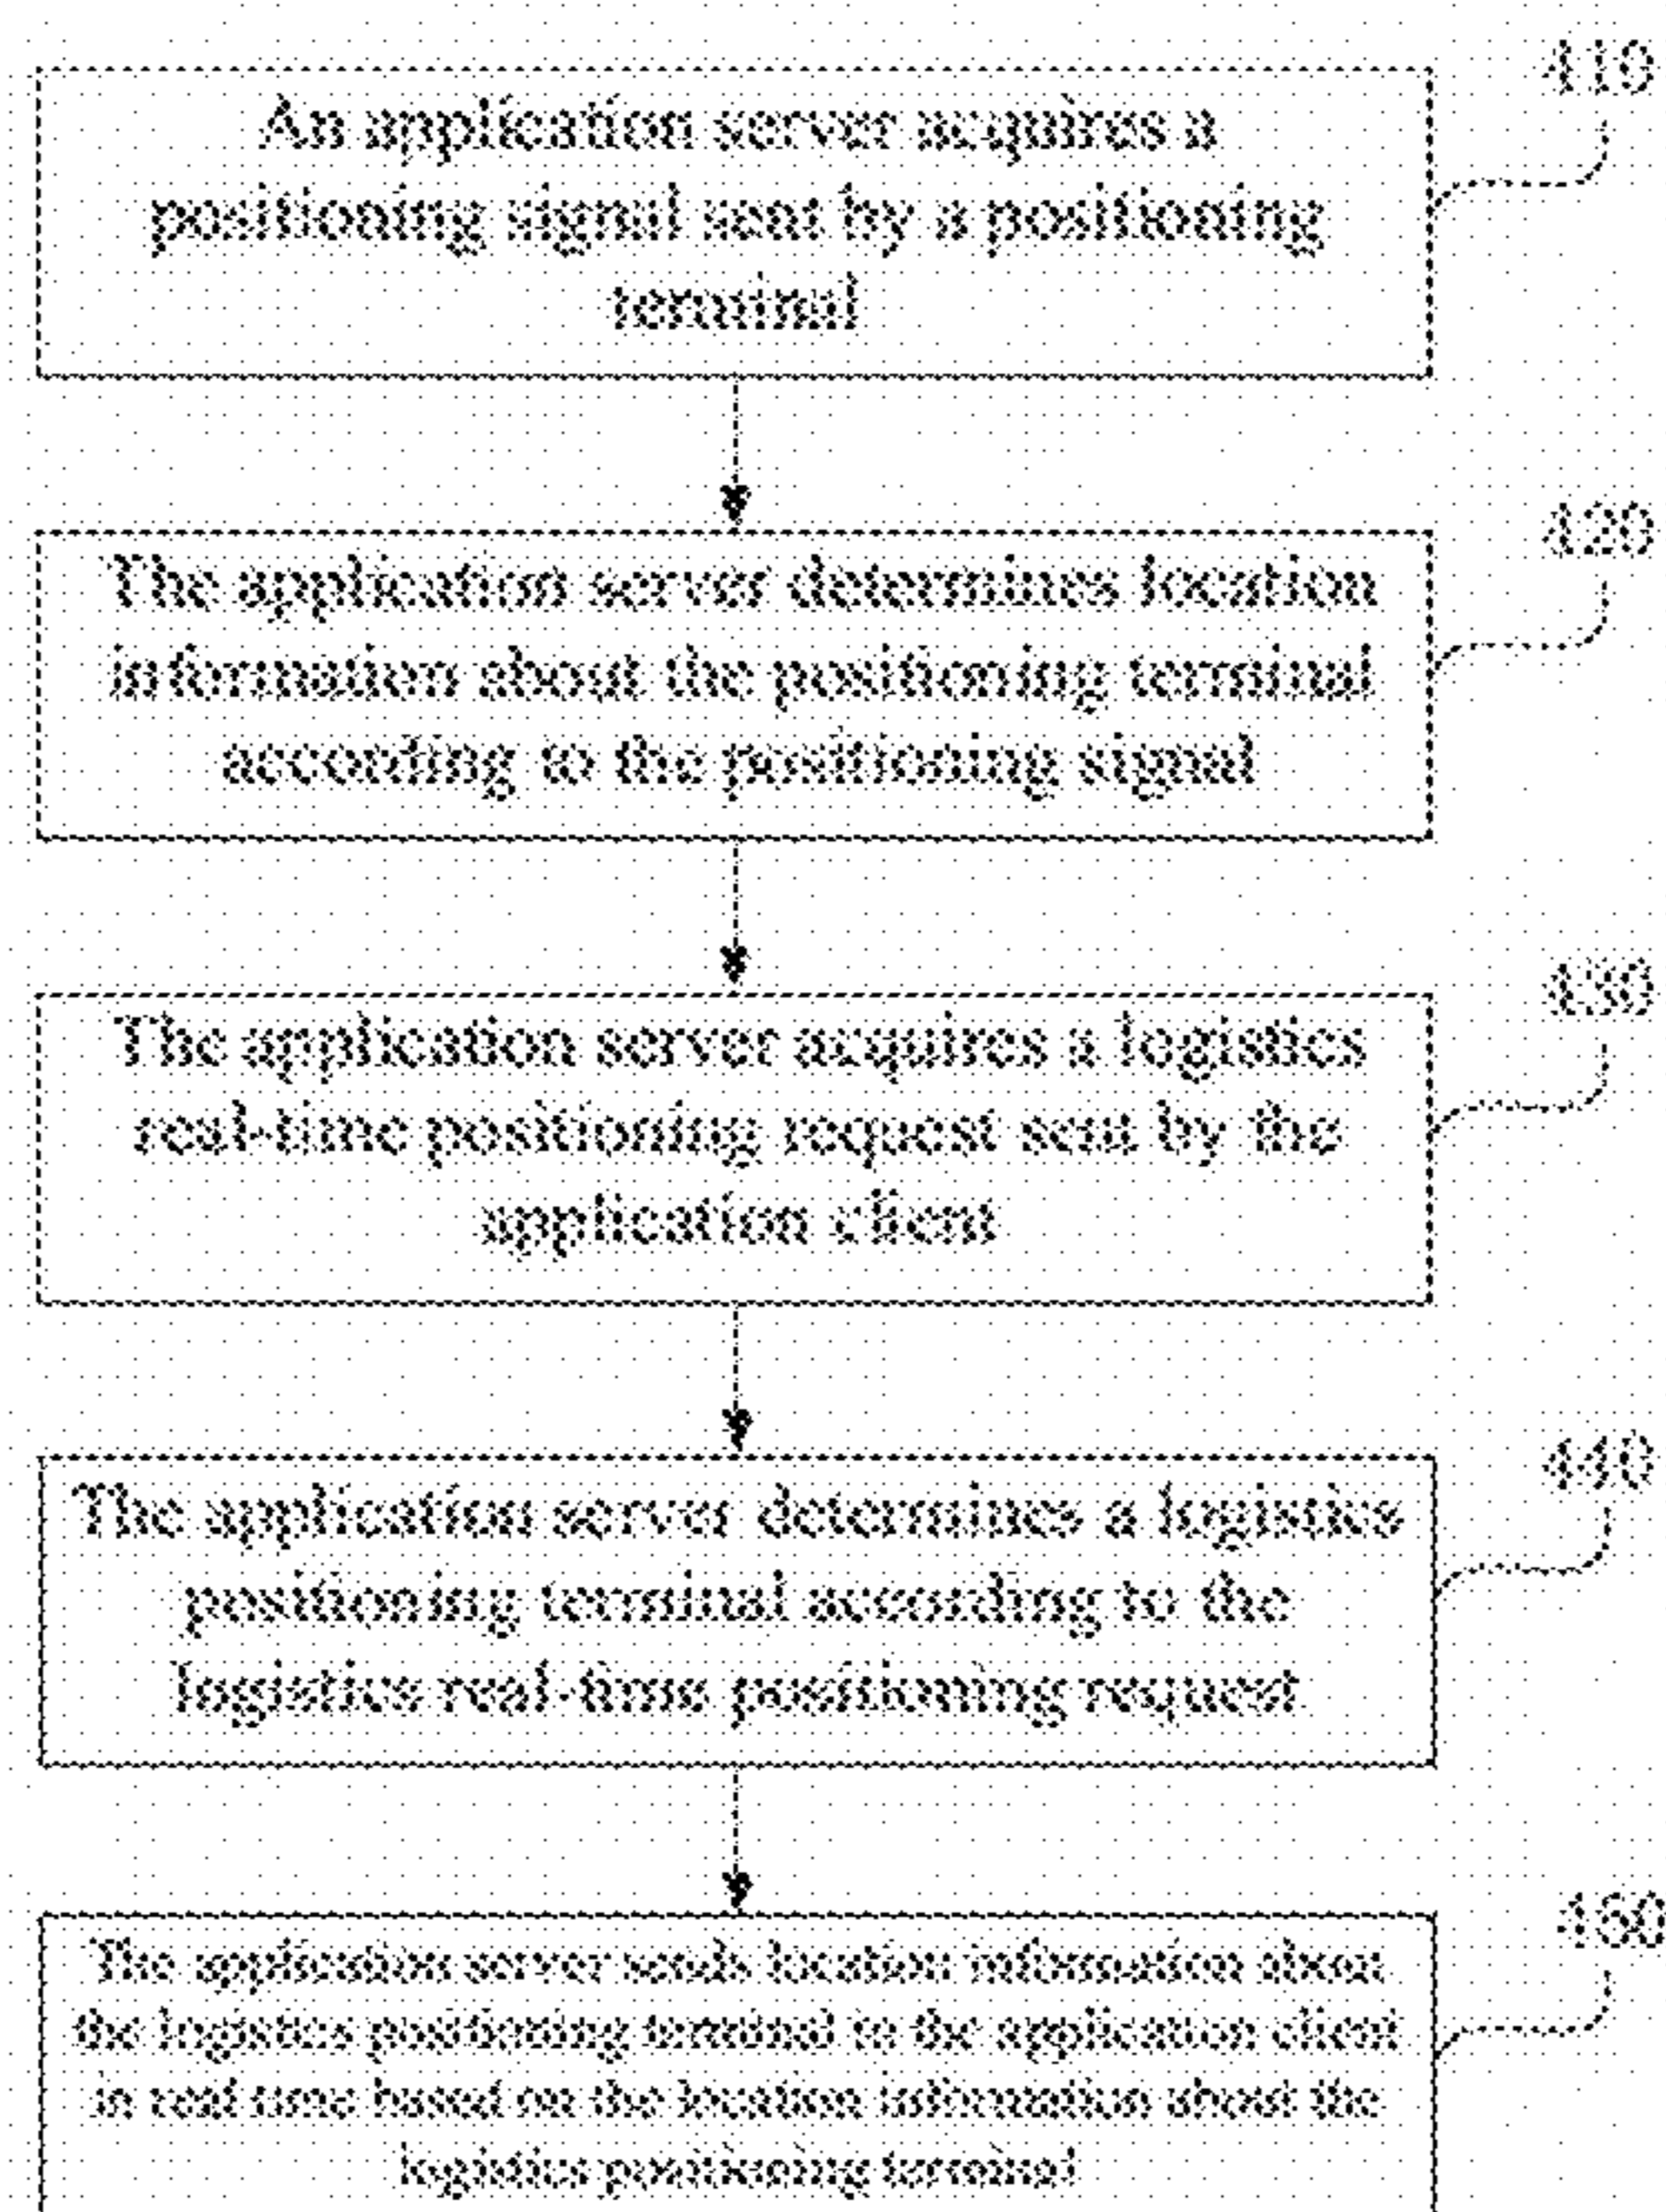 410
An application server acquires a
positioning signal sent by a positioning
terminal
420
The application server determines location
information about the positioning terminal
according to the positioning signal
430
The application server acquires a logistics
real-time positioning request sent by the
application client
440
The application server determines a logistics
positioning terminal according to the
logistics real-time positioning request
The application server sends location information about
the logistics positioning terminal to the application client
in real time based on the location information about the
logistics positioning terminal